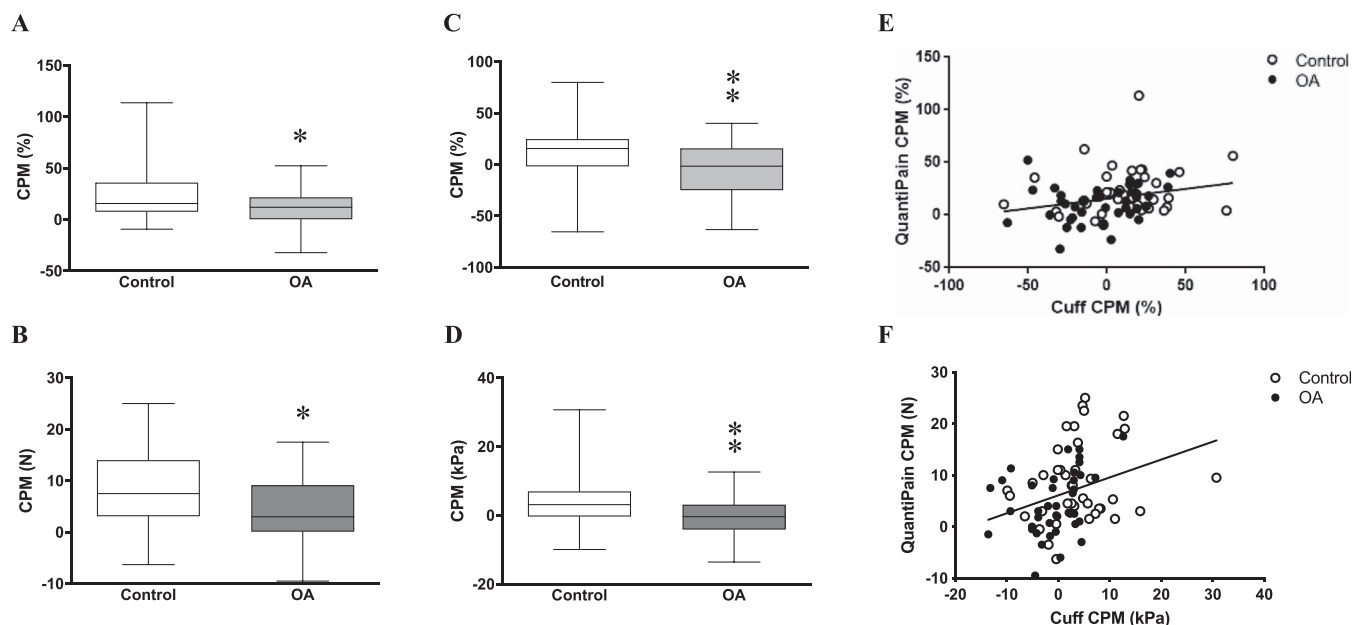 A
CPM (%)
150
100
50
0
-50
*
Control
OA
B
CPM (N)
30
20
10
0
-10
*
Control
OA
C
CPM (%)
100
50
0
-50
-100
*
*
Control
OA
D
CPM (kPa)
40
20
0
-20
*
*
Control
OA
E
QuantiPain CPM (%)
150
100
50
0
-50
-100 -50 0 50 100
Cuff CPM (%)
Control
OA
F
QuantiPain CPM (N)
30
20
10
0
-10
-20 -10 0 10 20 30 40
Cuff CPM (kPa)
Control
OA